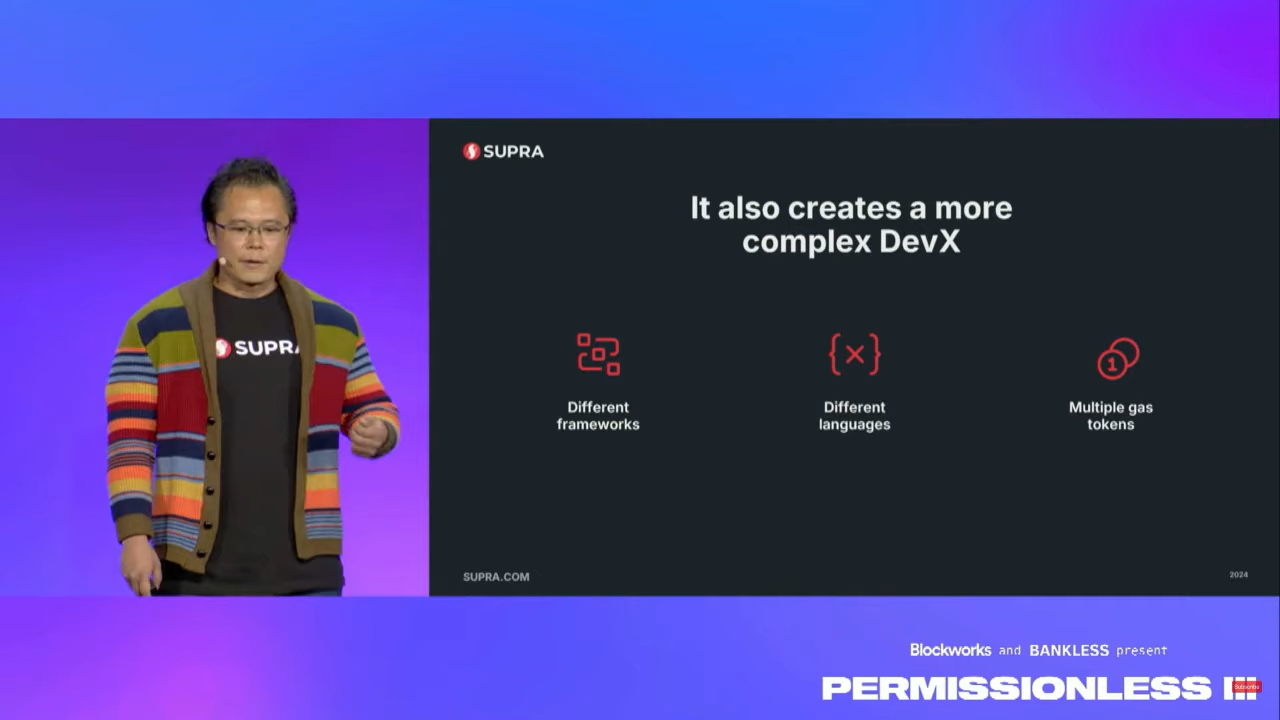 SUPRA
It also creates a more
complex DevX
Different
frameworks
Different
languages
Multiple gas
tokens
SUPRA.COM
2024
SUPRA
Blockworks and BANKLESS present
PERMISSIONLESS III
Subscribe